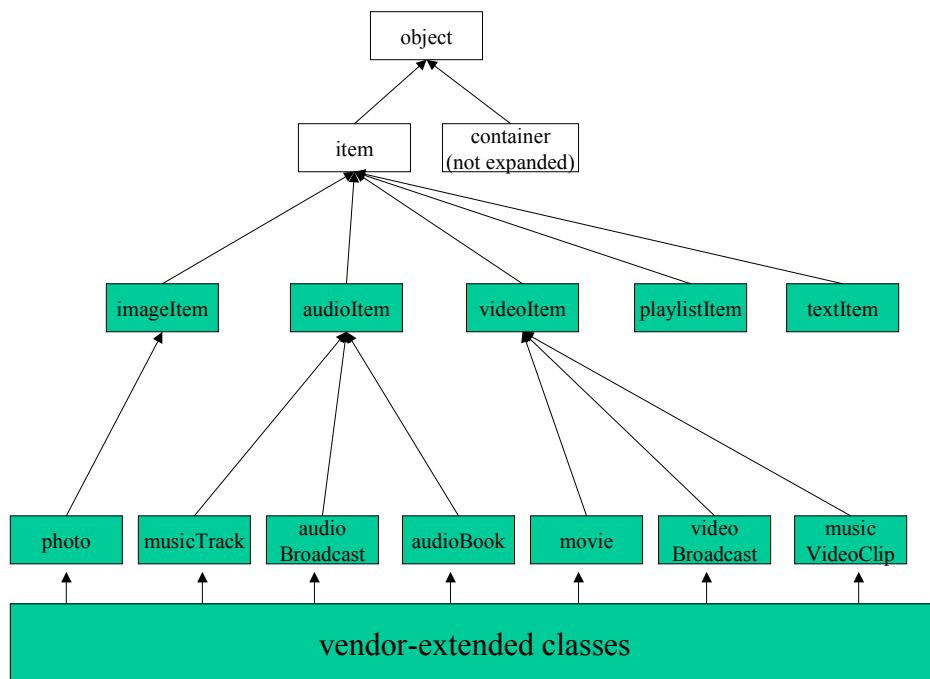 object
item
container
(not expanded)
imageItem
audioItem
videoItem
playlistItem
textItem
photo
musicTrack
audio
Broadcast
audioBook
movie
video
Broadcast
music
VideoClip
vendor-extended classes